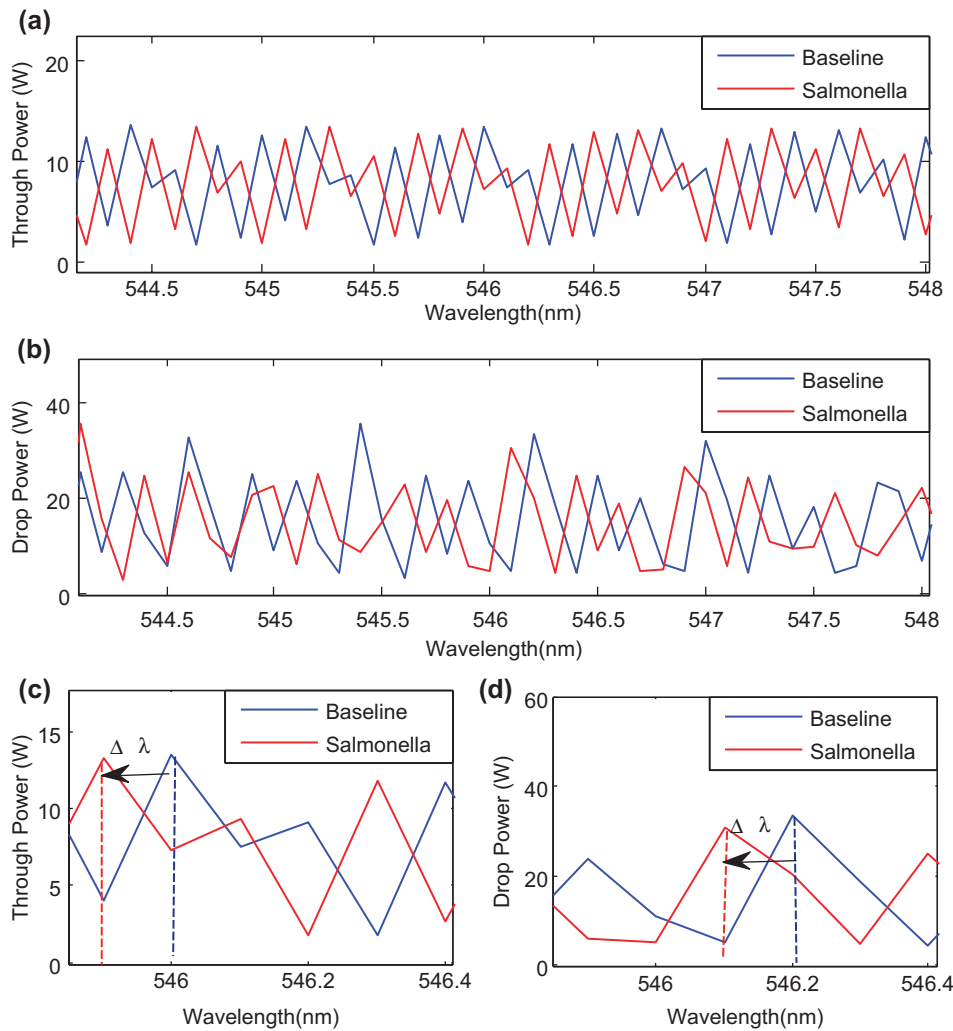 (a)
Through Power (W)
20
10
0
Baseline
Salmonella
544.5 545 545.5 546 546.5 547 547.5 548
Wavelength(nm)
(b)
Drop Power (W)
40
20
0
Baseline
Salmonella
544.5 545 545.5 546 546.5 547 547.5 548
Wavelength(nm)
(c)
Through Power (W)
15
10
5
0
Baseline
Salmonella
Δ λ
546 546.2 546.4
Wavelength(nm)
(d)
Drop Power (W)
60
40
20
0
Baseline
Salmonella
Δ λ
546 546.2 546.4
Wavelength(nm)